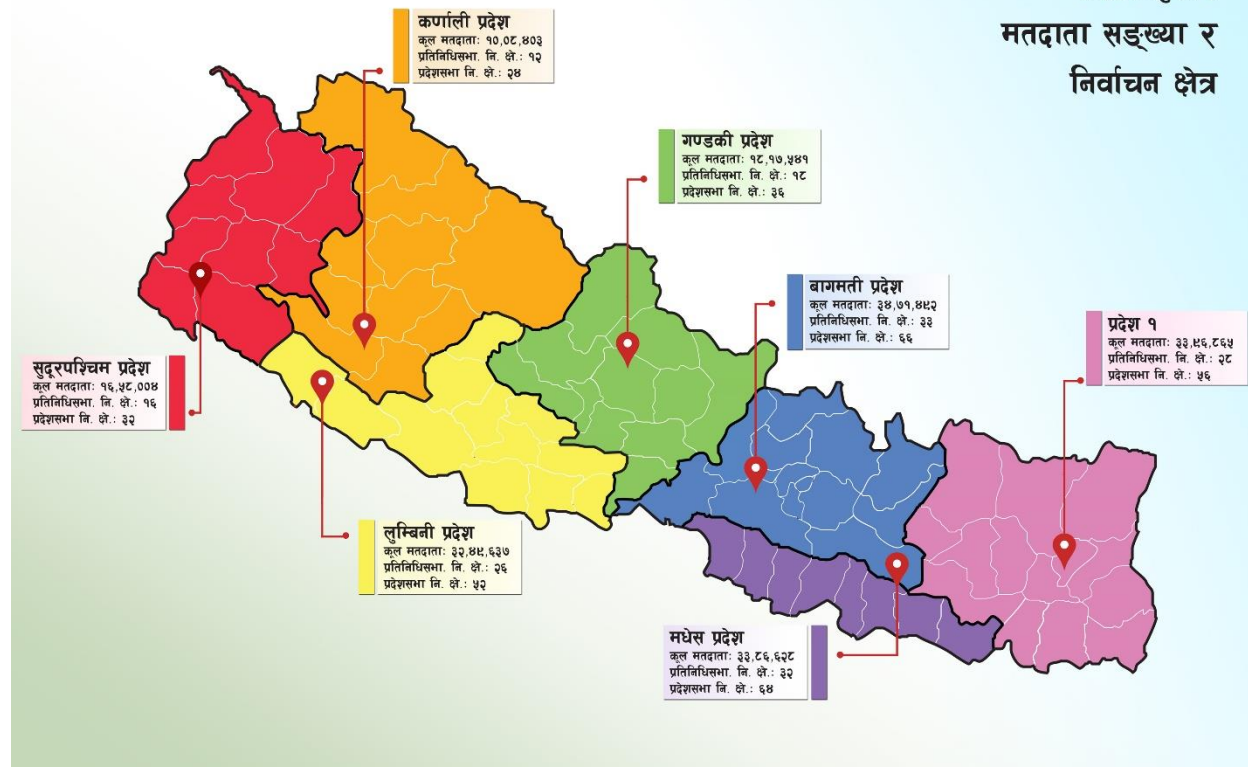 मतदाता सङ्ख्या र
निर्वाचन क्षेत्र
कर्णाली प्रदेश
कूल मतदाताः १०,०८,४०३
प्रतिनिधिसभा. नि. क्षे.: १२
प्रदेशसभा नि. क्षे.: २४
गण्डकी प्रदेश
कूल मतदाताः १८,१७,५४१
प्रतिनिधिसभा. नि. क्षे.: १८
प्रदेशसभा नि. क्षे.: ३६
बागमती प्रदेश
कूल मतदाताः ३४,७१,४९२
प्रतिनिधिसभा. नि. क्षे.: ३३
प्रदेशसभा नि. क्षे.: ६६
प्रदेश १
कूल मतदाताः ३३,९६,८६५
प्रतिनिधिसभा. नि. क्षे.: २८
प्रदेशसभा नि. क्षे.: ५६
सुदूरपश्चिम प्रदेश
कूल मतदाताः १६,५८,००४
प्रतिनिधिसभा. नि. क्षे.: १६
प्रदेशसभा नि. क्षे.: ३२
लुम्बिनी प्रदेश
कूल मतदाताः ३२,४९,६३७
प्रतिनिधिसभा. नि. क्षे.: २६
प्रदेशसभा नि. क्षे.: ५२
मधेस प्रदेश
कूल मतदाताः ३३,८६,६२८
प्रतिनिधिसभा. नि. क्षे.: ३२
प्रदेशसभा नि. क्षे.: ६४